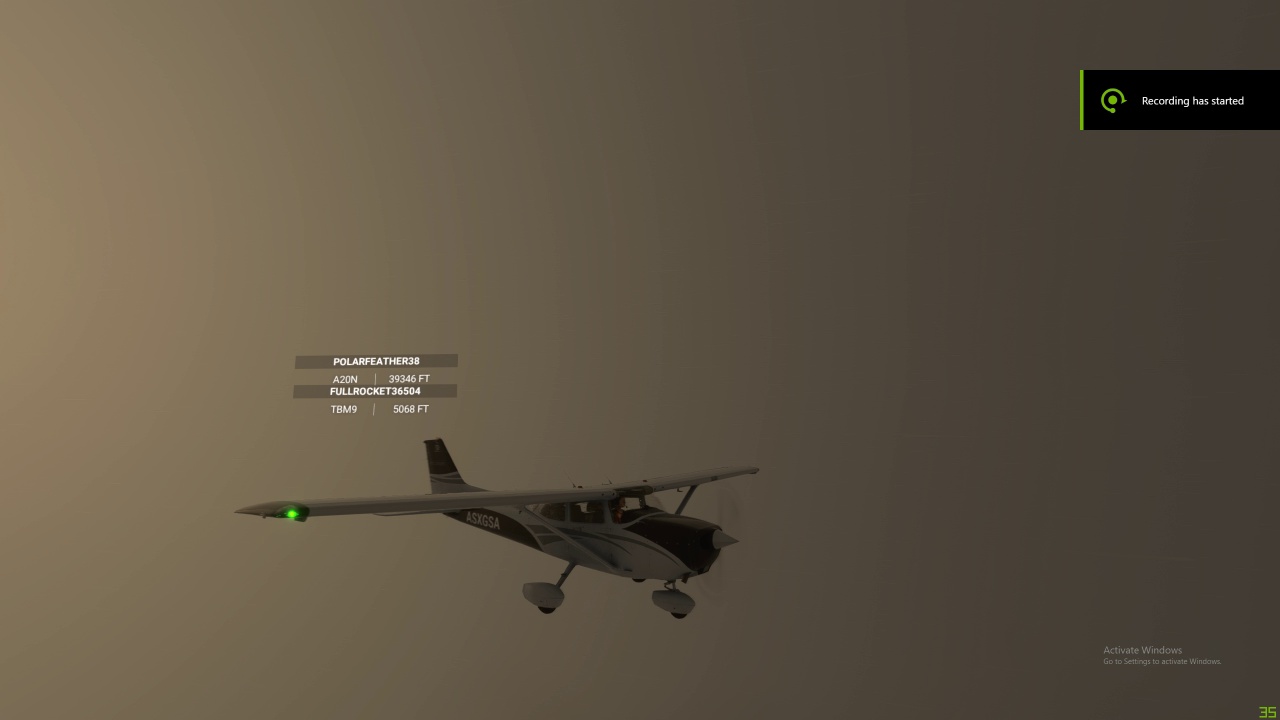 Recording has started
POLARFEATHER38
A20N | 39346 FT
FULLROCKET36504
TBM9 | 5068 FT
ASXGSA
Activate Windows
Go to Settings to activate Windows.
35